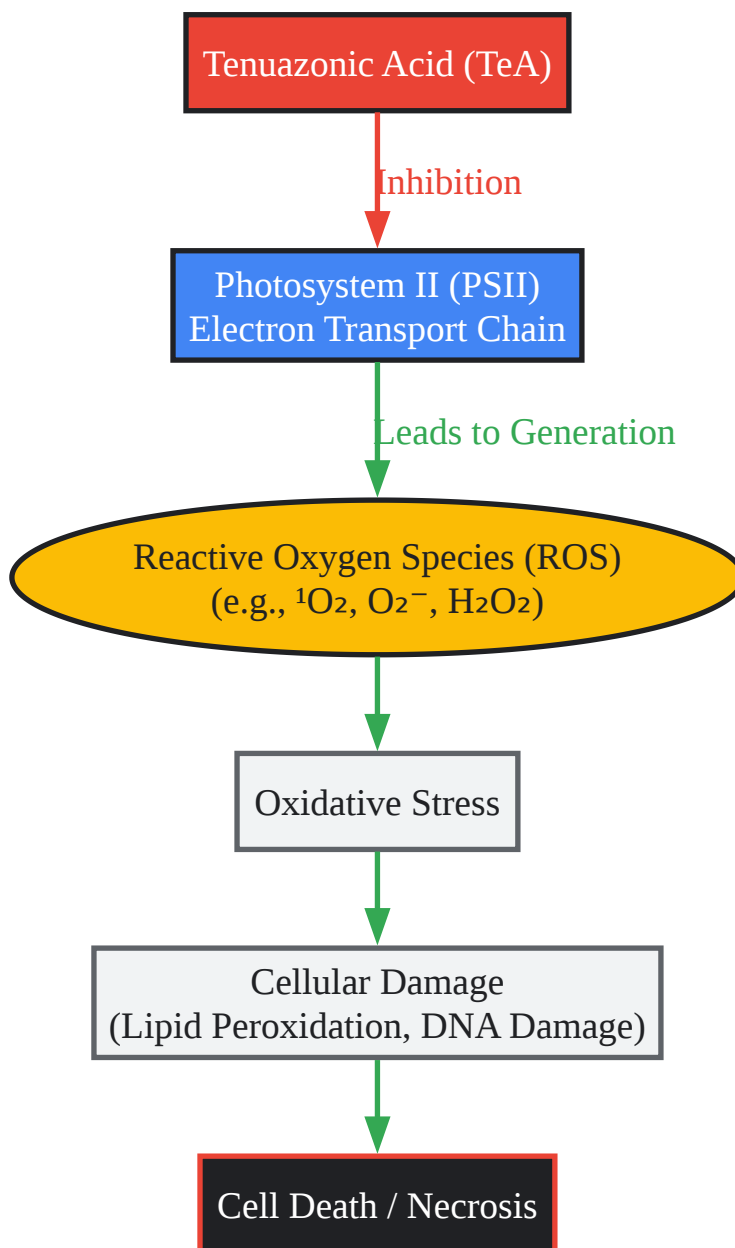 Tenuazonic Acid (TeA)
Inhibition
Photosystem II (PSII)
Electron Transport Chain
Leads to Generation
Reactive Oxygen Species (ROS)
(e.g., ¹O₂, O₂⁻, H₂O₂)
Oxidative Stress
Cellular Damage
(Lipid Peroxidation, DNA Damage)
Cell Death / Necrosis